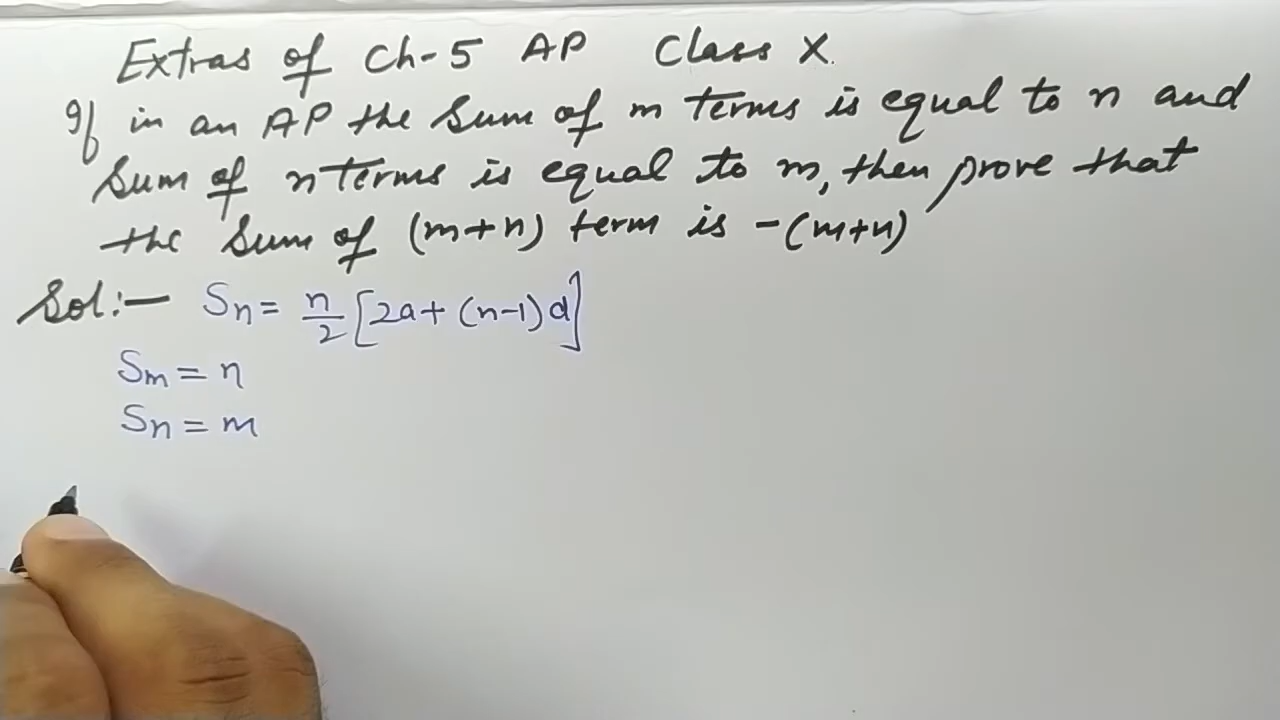 Extras of Ch-5 AP Class X.
If in an AP the Sum of m terms is equal to n and
Sum of n terms is equal to m, then prove that
the Sum of (m+n) term is -(m+n)
Sol:- Sn = n/2 [2a+(n-1)d]
Sm = n
Sn = m